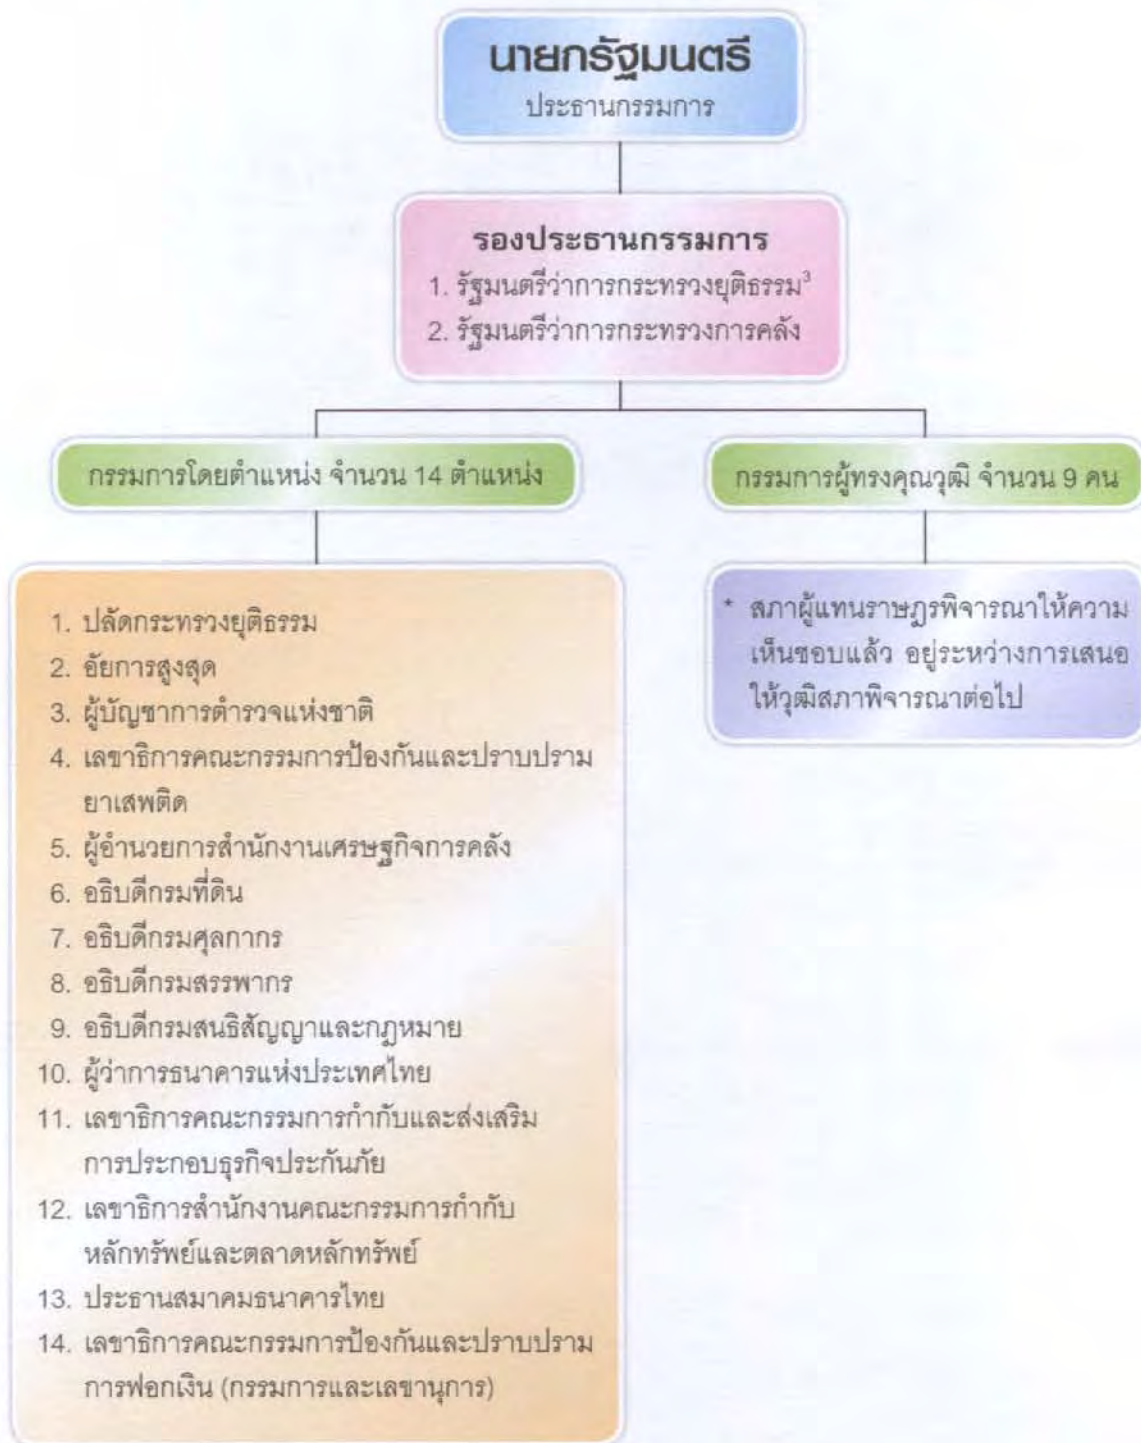 นายกรัฐมนตรี
ประธานกรรมการ
รองประธานกรรมการ
1. รัฐมนตรีว่าการกระทรวงยุติธรรม³
2. รัฐมนตรีว่าการกระทรวงการคลัง
กรรมการโดยตำแหน่ง จำนวน 14 ตำแหน่ง
1. ปลัดกระทรวงยุติธรรม
2. อัยการสูงสุด
3. ผู้บัญชาการตำรวจแห่งชาติ
4. เลขาธิการคณะกรรมการป้องกันและปราบปราม
ยาเสพติด
5. ผู้อำนวยการสำนักงานเศรษฐกิจการคลัง
6. อธิบดีกรมที่ดิน
7. อธิบดีกรมศุลกากร
8. อธิบดีกรมสรรพากร
9. อธิบดีกรมสนธิสัญญาและกฎหมาย
10. ผู้ว่าการธนาคารแห่งประเทศไทย
11. เลขาธิการคณะกรรมการกำกับและส่งเสริม
การประกอบธุรกิจประกันภัย
12. เลขาธิการสำนักงานคณะกรรมการกำกับ
หลักทรัพย์และตลาดหลักทรัพย์
13. ประธานสมาคมธนาคารไทย
14. เลขาธิการคณะกรรมการป้องกันและปราบปราม
การฟอกเงิน (กรรมการและเลขานุการ)
กรรมการผู้ทรงคุณวุฒิ จำนวน 9 คน
* สภาผู้แทนราษฎรพิจารณาให้ความ
เห็นชอบแล้ว อยู่ระหว่างการเสนอ
ให้วุฒิสภาพิจารณาต่อไป